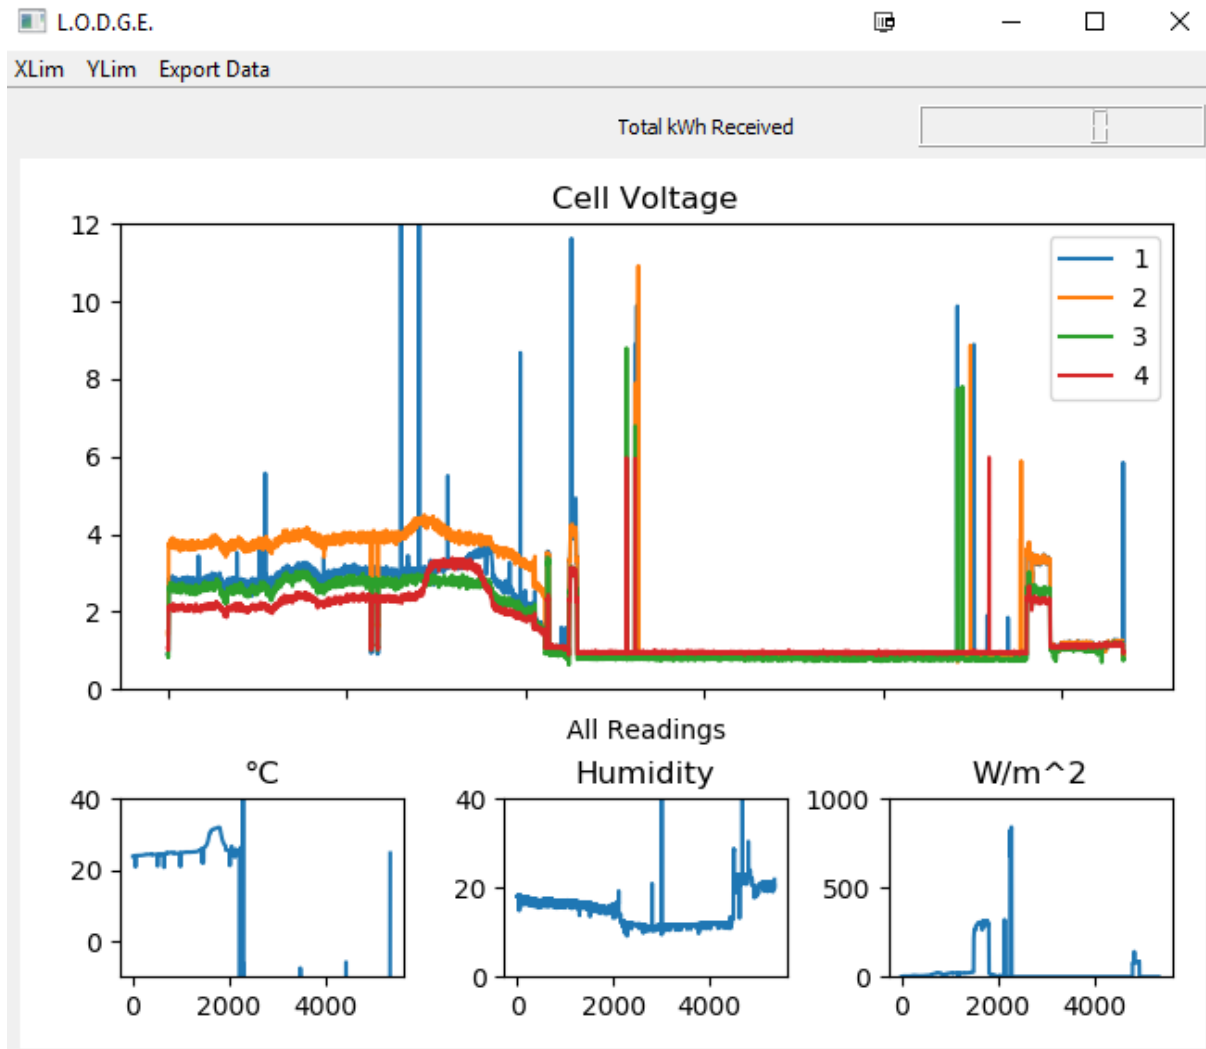 L.O.D.G.E.
XLim YLim Export Data
Total kWh Received
Cell Voltage
12
10
8
6
4
2
0
1
2
3
4
All Readings
°C
40
20
0
0 2000 4000
Humidity
40
20
0
0 2000 4000
W/m^2
1000
500
0
0 2000 4000